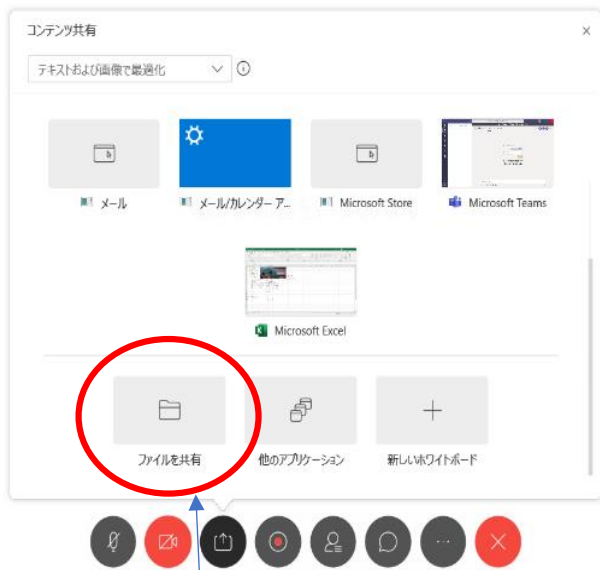 コンテンツ共有
テキストおよび画像で最適化
メール
メール/カレンダー ア...
Microsoft Store
Microsoft Teams
Microsoft Excel
ファイルを共有
他のアプリケーション
新しいホワイトボード